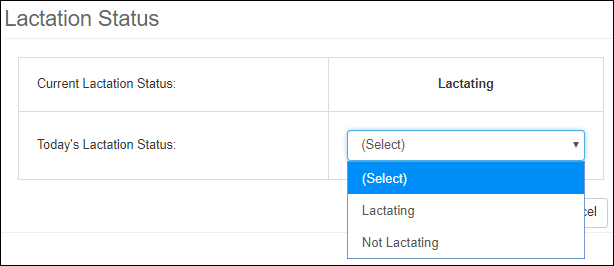 Lactation Status
Current Lactation Status: Lactating
Today's Lactation Status: (Select)
(Select)
Lactating
Not Lactating